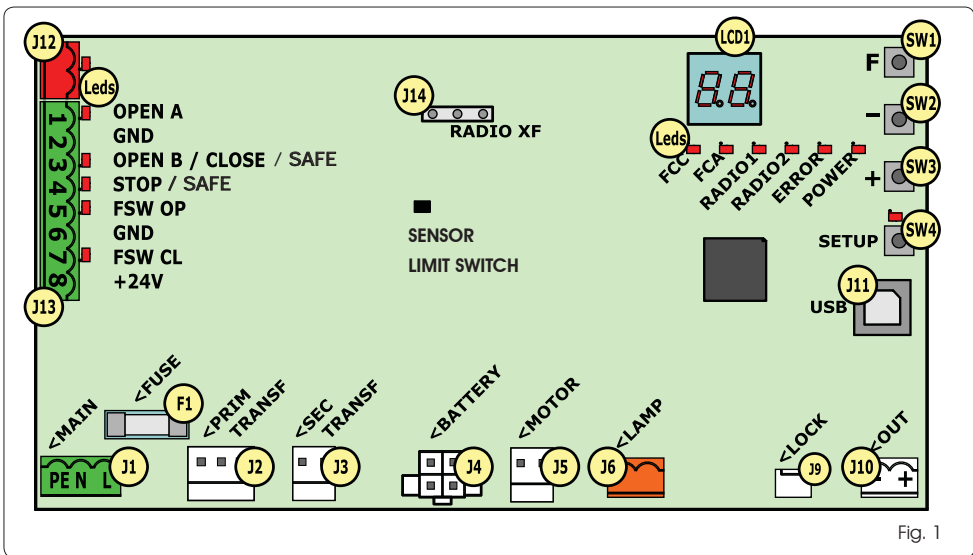 J12
Leds
1 OPEN A
2 GND
3 OPEN B / CLOSE / SAFE
4 STOP / SAFE
5 FSW OP
6 GND
7 FSW CL
8 +24V
J13
J14
RADIO XF
SENSOR
LIMIT SWITCH
LCD1
8.8.
Leds
FCC
FCA
RADIO1
RADIO2
ERROR
POWER
F
SW1
-
SW2
+
SW3
SETUP
SW4
J11
USB
<MAIN
PE N L
J1
<FUSE
F1
<PRIM
TRANSF
J2
<SEC
TRANSF
J3
<BATTERY
J4
<MOTOR
J5
<LAMP
J6
<LOCK
J9
<OUT
J10
- +
Fig. 1